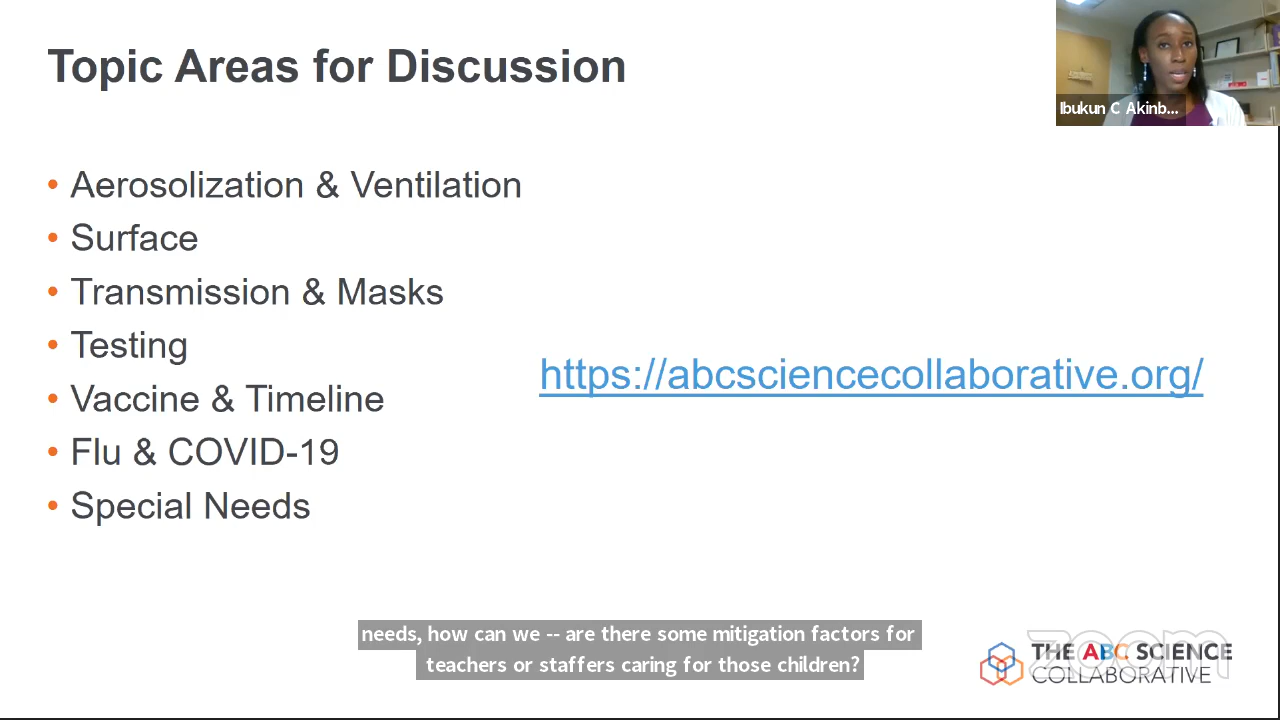 Topic Areas for Discussion
Ibukun C Akinb...
• Aerosolization & Ventilation
• Surface
• Transmission & Masks
• Testing
• Vaccine & Timeline
• Flu & COVID-19
• Special Needs
https://abcsciencecollaborative.org/
needs, how can we -- are there some mitigation factors for
teachers or staffers caring for those children?
zoom
THE ABC SCIENCE
COLLABORATIVE